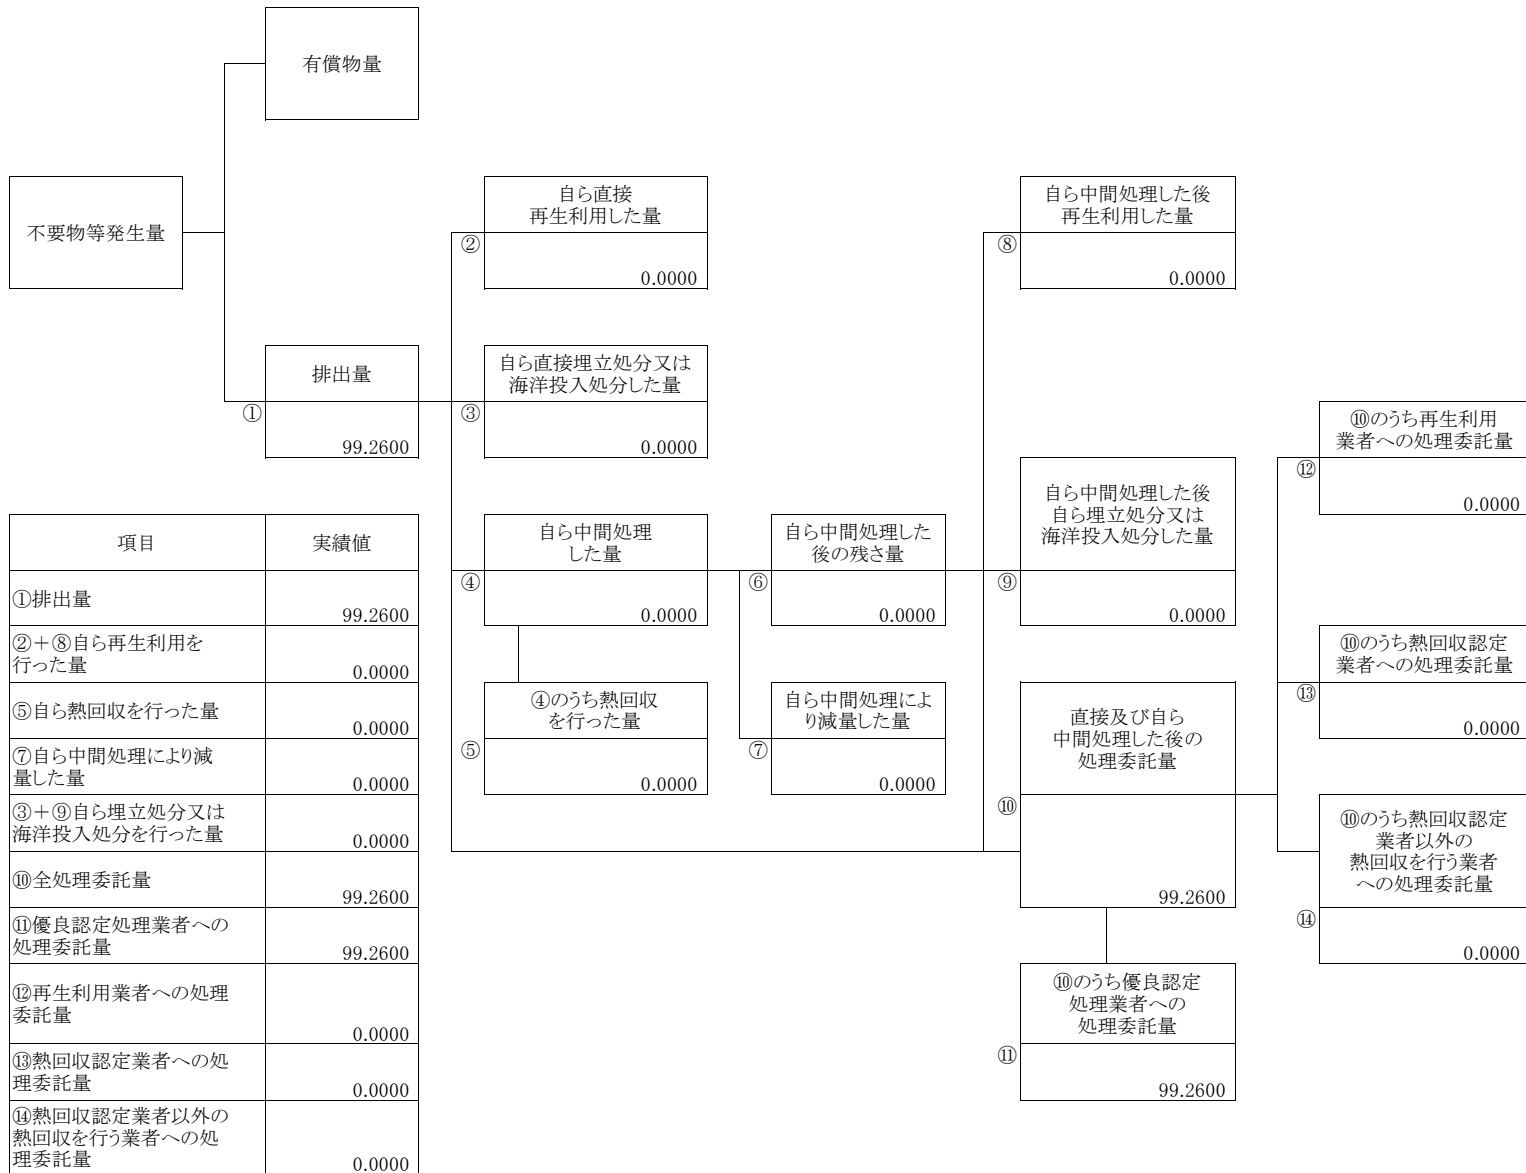 有償物量
不要物等発生量
排出量
①
99.2600
自ら直接
再生利用した量
②
0.0000
自ら直接埋立処分又は
海洋投入処分した量
③
0.0000
自ら中間処理
した量
④
0.0000
④のうち熱回収
を行った量
⑤
0.0000
自ら中間処理した
後の残さ量
⑥
0.0000
自ら中間処理によ
り減量した量
⑦
0.0000
自ら中間処理した後
再生利用した量
⑧
0.0000
自ら中間処理した後
自ら埋立処分又は
海洋投入処分した量
⑨
0.0000
直接及び自ら
中間処理した後の
処理委託量
⑩
99.2600
⑩のうち優良認定
処理業者への
処理委託量
⑪
99.2600
⑩のうち再生利用
業者への処理委託量
⑫
0.0000
⑩のうち熱回収認定
業者への処理委託量
⑬
0.0000
⑩のうち熱回収認定
業者以外の
熱回収を行う業者
への処理委託量
⑭
0.0000
項目 実績値
①排出量
99.2600
②＋⑧自ら再生利用を
行った量
0.0000
⑤自ら熱回収を行った量
0.0000
⑦自ら中間処理により減
量した量
0.0000
③＋⑨自ら埋立処分又は
海洋投入処分を行った量
0.0000
⑩全処理委託量
99.2600
⑪優良認定処理業者への
処理委託量
99.2600
⑫再生利用業者への処理
委託量
0.0000
⑬熱回収認定業者への処
理委託量
0.0000
⑭熱回収認定業者以外の
熱回収を行う業者への処
理委託量
0.0000